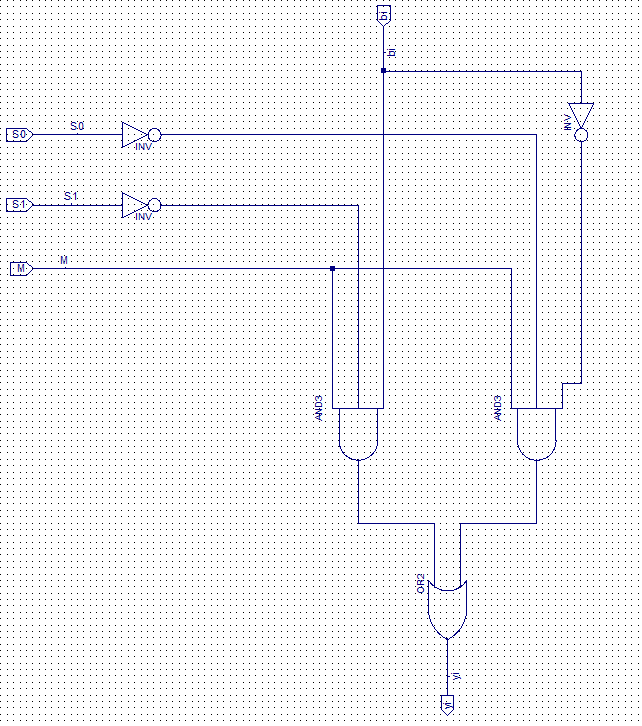 bi
bi
S0
S0
INV
INV
S1
S1
INV
M
M
AND3
AND3
OR2
yi
yi